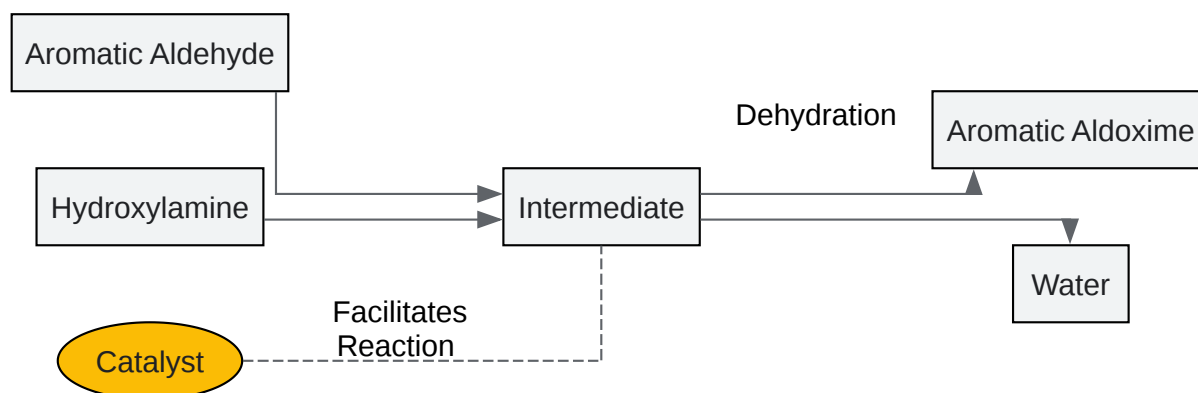 Aromatic Aldehyde
Dehydration
Aromatic Aldoxime
Hydroxylamine
Intermediate
Water
Facilitates
Reaction
Catalyst